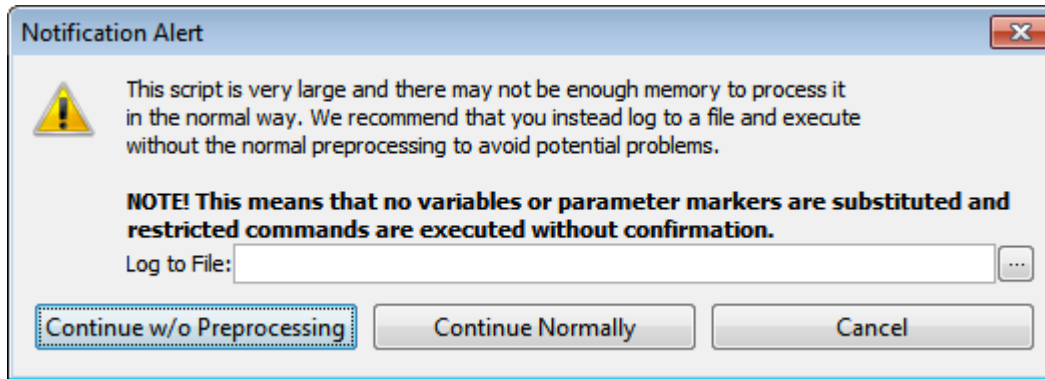 Notification Alert
This script is very large and there may not be enough memory to process it
in the normal way. We recommend that you instead log to a file and execute
without the normal preprocessing to avoid potential problems.
NOTE! This means that no variables or parameter markers are substituted and
restricted commands are executed without confirmation.
Log to File:
...
Continue w/o Preprocessing
Continue Normally
Cancel